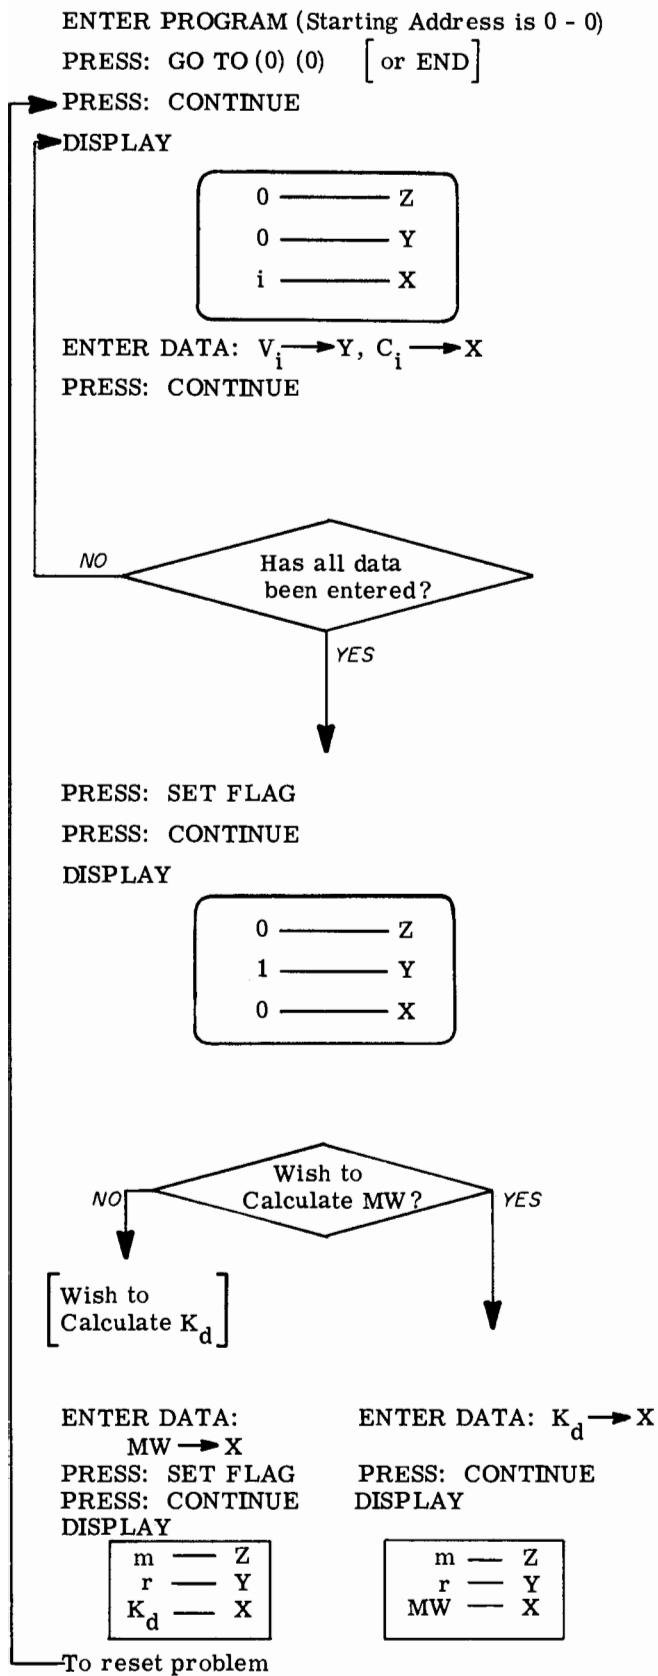 ENTER PROGRAM (Starting Address is 0 - 0)
PRESS: GO TO (0) (0) [or END]
PRESS: CONTINUE
DISPLAY
0 Z
0 Y
i X
ENTER DATA: Vi → Y, Ci → X
PRESS: CONTINUE
NO
Has all data
been entered?
YES
PRESS: SET FLAG
PRESS: CONTINUE
DISPLAY
0 Z
1 Y
0 X
Wish to
Calculate MW?
NO
YES
[Wish to
Calculate Kd]
ENTER DATA:
MW → X
PRESS: SET FLAG
PRESS: CONTINUE
DISPLAY
m — Z
r — Y
Kd — X
ENTER DATA: Kd → X
PRESS: CONTINUE
DISPLAY
m — Z
r — Y
MW — X
To reset problem